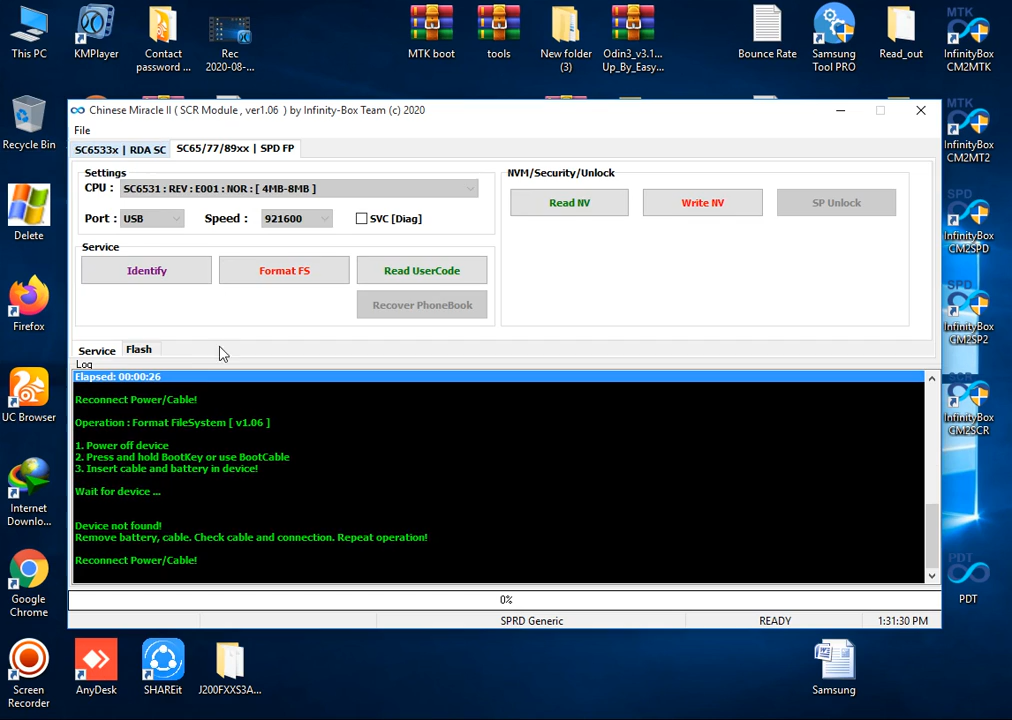 This PC
KMPlayer
Contact
password ...
Rec
2020-08-...
MTK boot
tools
New folder
(3)
Odin3_v3.1...
Up_By_Easy...
Bounce Rate
Samsung
Tool PRO
Read_out
MTK
InfinityBox
CM2MTK
Chinese Miracle II ( SCR Module , ver1.06 ) by Infinity-Box Team (c) 2020
File
SC6533x | RDA SC
SC65/77/89xx | SPD FP
Settings
CPU :
SC6531 : REV : E001 : NOR : [ 4MB-8MB ]
Port :
USB
Speed :
921600
SVC [Diag]
NVM/Security/Unlock
Read NV
Write NV
SP Unlock
Service
Identify
Format FS
Read UserCode
Recover PhoneBook
Service
Flash
Log
Elapsed: 00:00:26
Reconnect Power/Cable!
Operation : Format FileSystem [ v1.06 ]
1. Power off device
2. Press and hold BootKey or use BootCable
3. Insert cable and battery in device!
Wait for device ...
Device not found!
Remove battery, cable. Check cable and connection. Repeat operation!
Reconnect Power/Cable!
0%
SPRD Generic
READY
1:31:30 PM
Recycle Bin
Delete
Firefox
UC Browser
Internet
Downlo...
Google
Chrome
MTK
InfinityBox
CM2MT2
SPD
InfinityBox
CM2SPD
SPD
InfinityBox
CM2SP2
SCR
InfinityBox
CM2SCR
PDT
PDT
Screen
Recorder
AnyDesk
SHAREit
J200FXXS3A...
Samsung